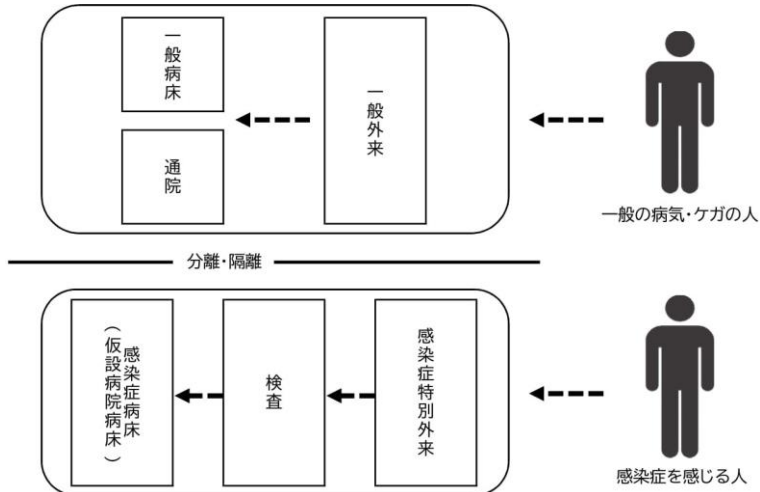 一般病床
通院
一般外来
一般の病気・ケガの人
分離・隔離
感染症病床
（仮設病院病床）
検査
感染症特別外来
感染症を感じる人